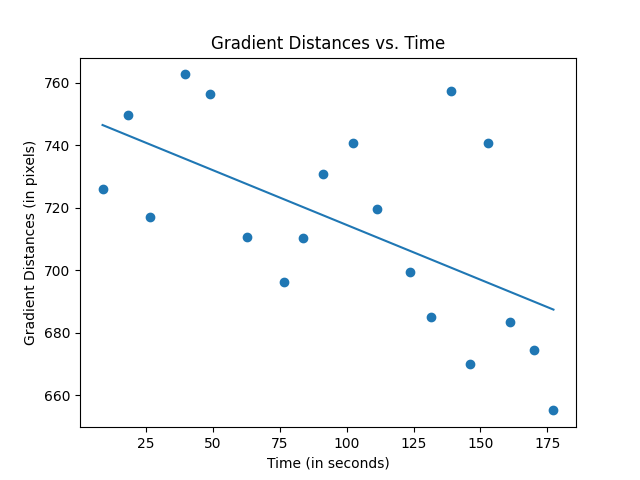 Gradient Distances vs. Time
760
740
720
700
680
660
Gradient Distances (in pixels)
25 50 75 100 125 150 175
Time (in seconds)